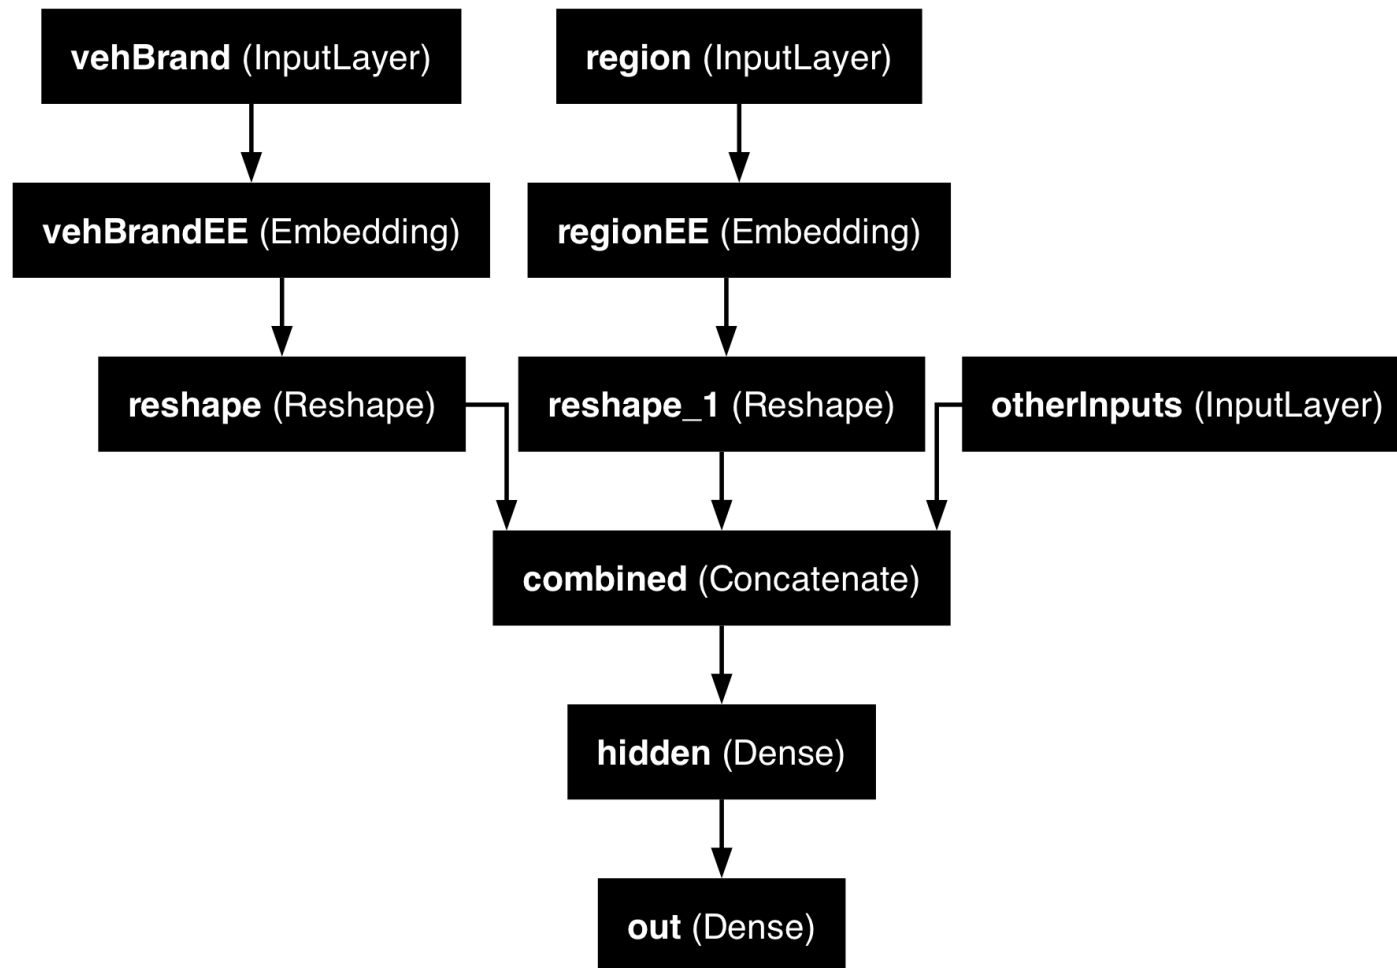 vehBrand (InputLayer)
region (InputLayer)
vehBrandEE (Embedding)
regionEE (Embedding)
reshape (Reshape)
reshape_1 (Reshape)
otherInputs (InputLayer)
combined (Concatenate)
hidden (Dense)
out (Dense)